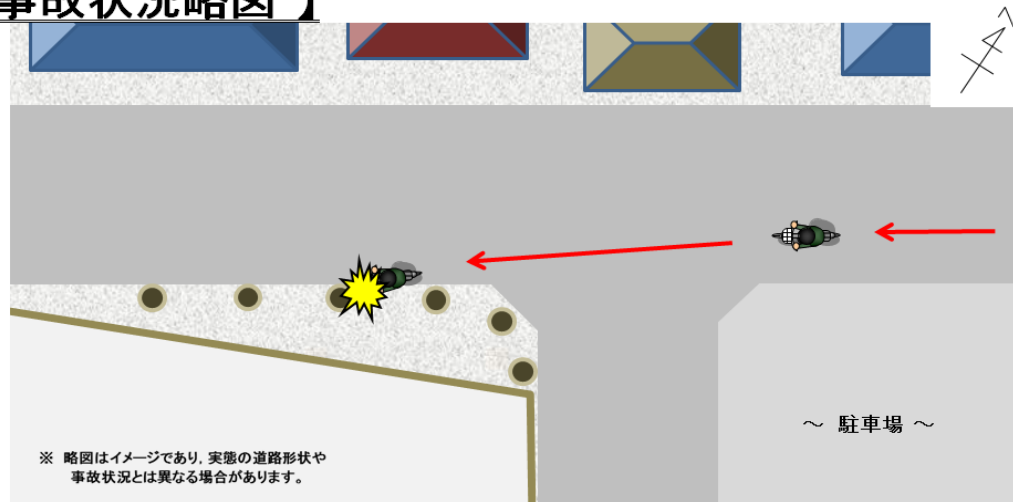 事故状況略図 】
～ 駐車場 ～
※ 略図はイメージであり, 実態の道路形状や
事故状況とは異なる場合があります。